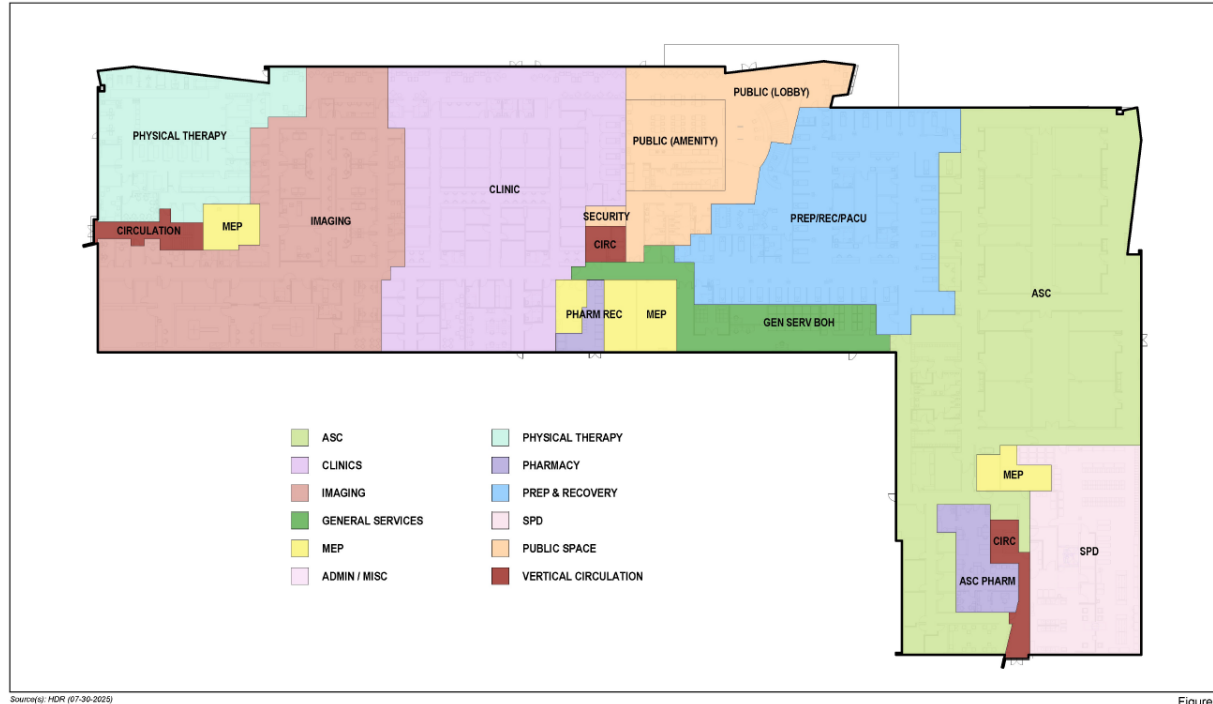 PUBLIC (LOBBY)
PHYSICAL THERAPY
PUBLIC (AMENITY)
CLINIC
SECURITY
PREP/REC/PACU
IMAGING
MEP
CIRCULATION
CIRC
ASC
PHARM REC
MEP
GEN SERV BOH
ASC
CLINICS
IMAGING
GENERAL SERVICES
MEP
ADMIN / MISC
PHYSICAL THERAPY
PHARMACY
PREP & RECOVERY
SPD
PUBLIC SPACE
VERTICAL CIRCULATION
MEP
CIRC
SPD
ASC PHARM
Source(s): HDR (07-30-2025)
Figure